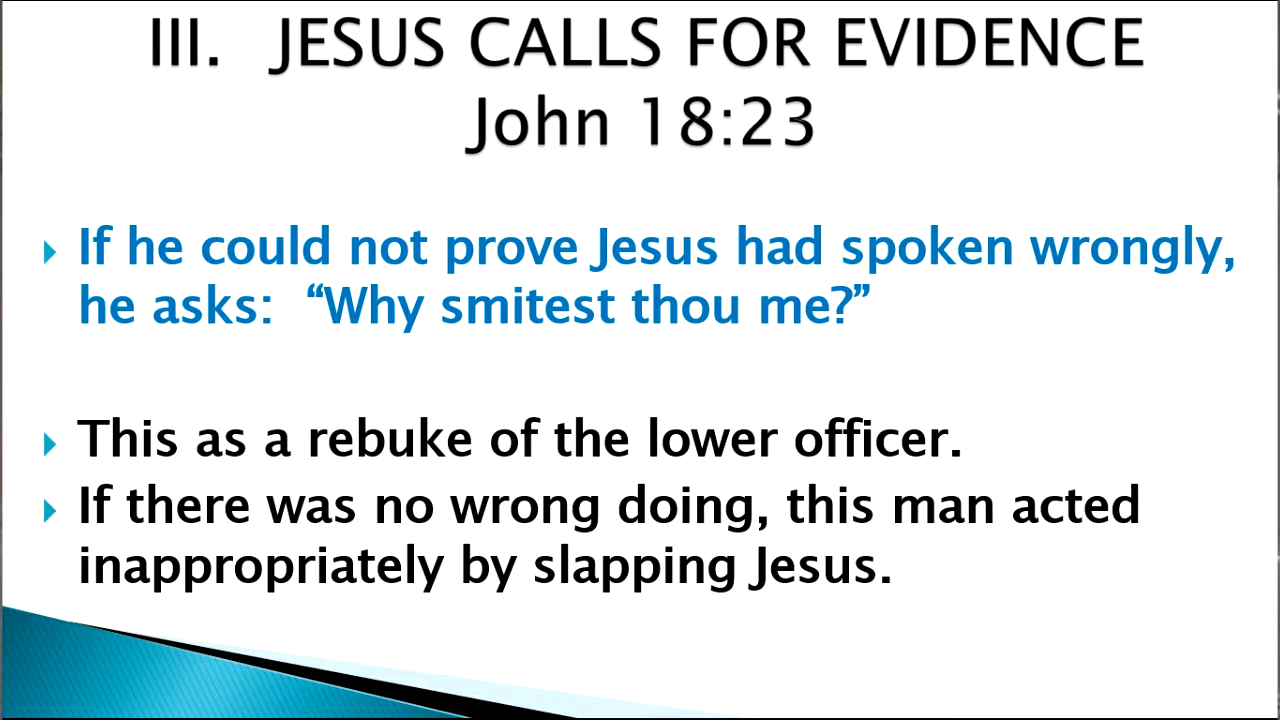 III. JESUS CALLS FOR EVIDENCE
John 18:23
If he could not prove Jesus had spoken wrongly,
he asks: “Why smitest thou me?”
This as a rebuke of the lower officer.
If there was no wrong doing, this man acted
inappropriately by slapping Jesus.